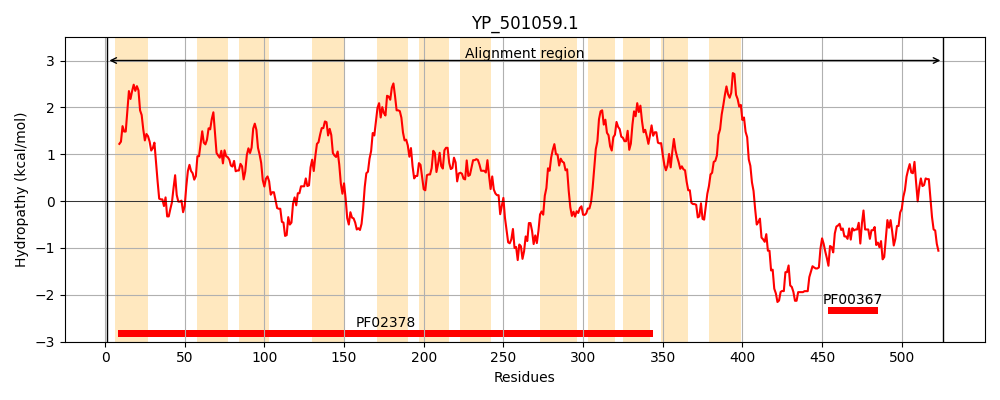 YP_501059.1
Alignment region
Hydropathy (kcal/mol)
3
2
1
0
−1
−2
−3
PF00367
PF02378
0 50 100 150 200 250 300 350 400 450 500
Residues